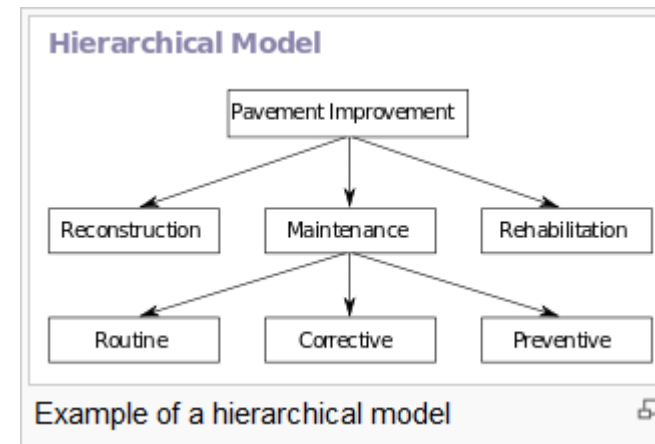 Hierarchical Model
Pavement Improvement
Reconstruction Maintenance Rehabilitation
Routine Corrective Preventive
Example of a hierarchical model